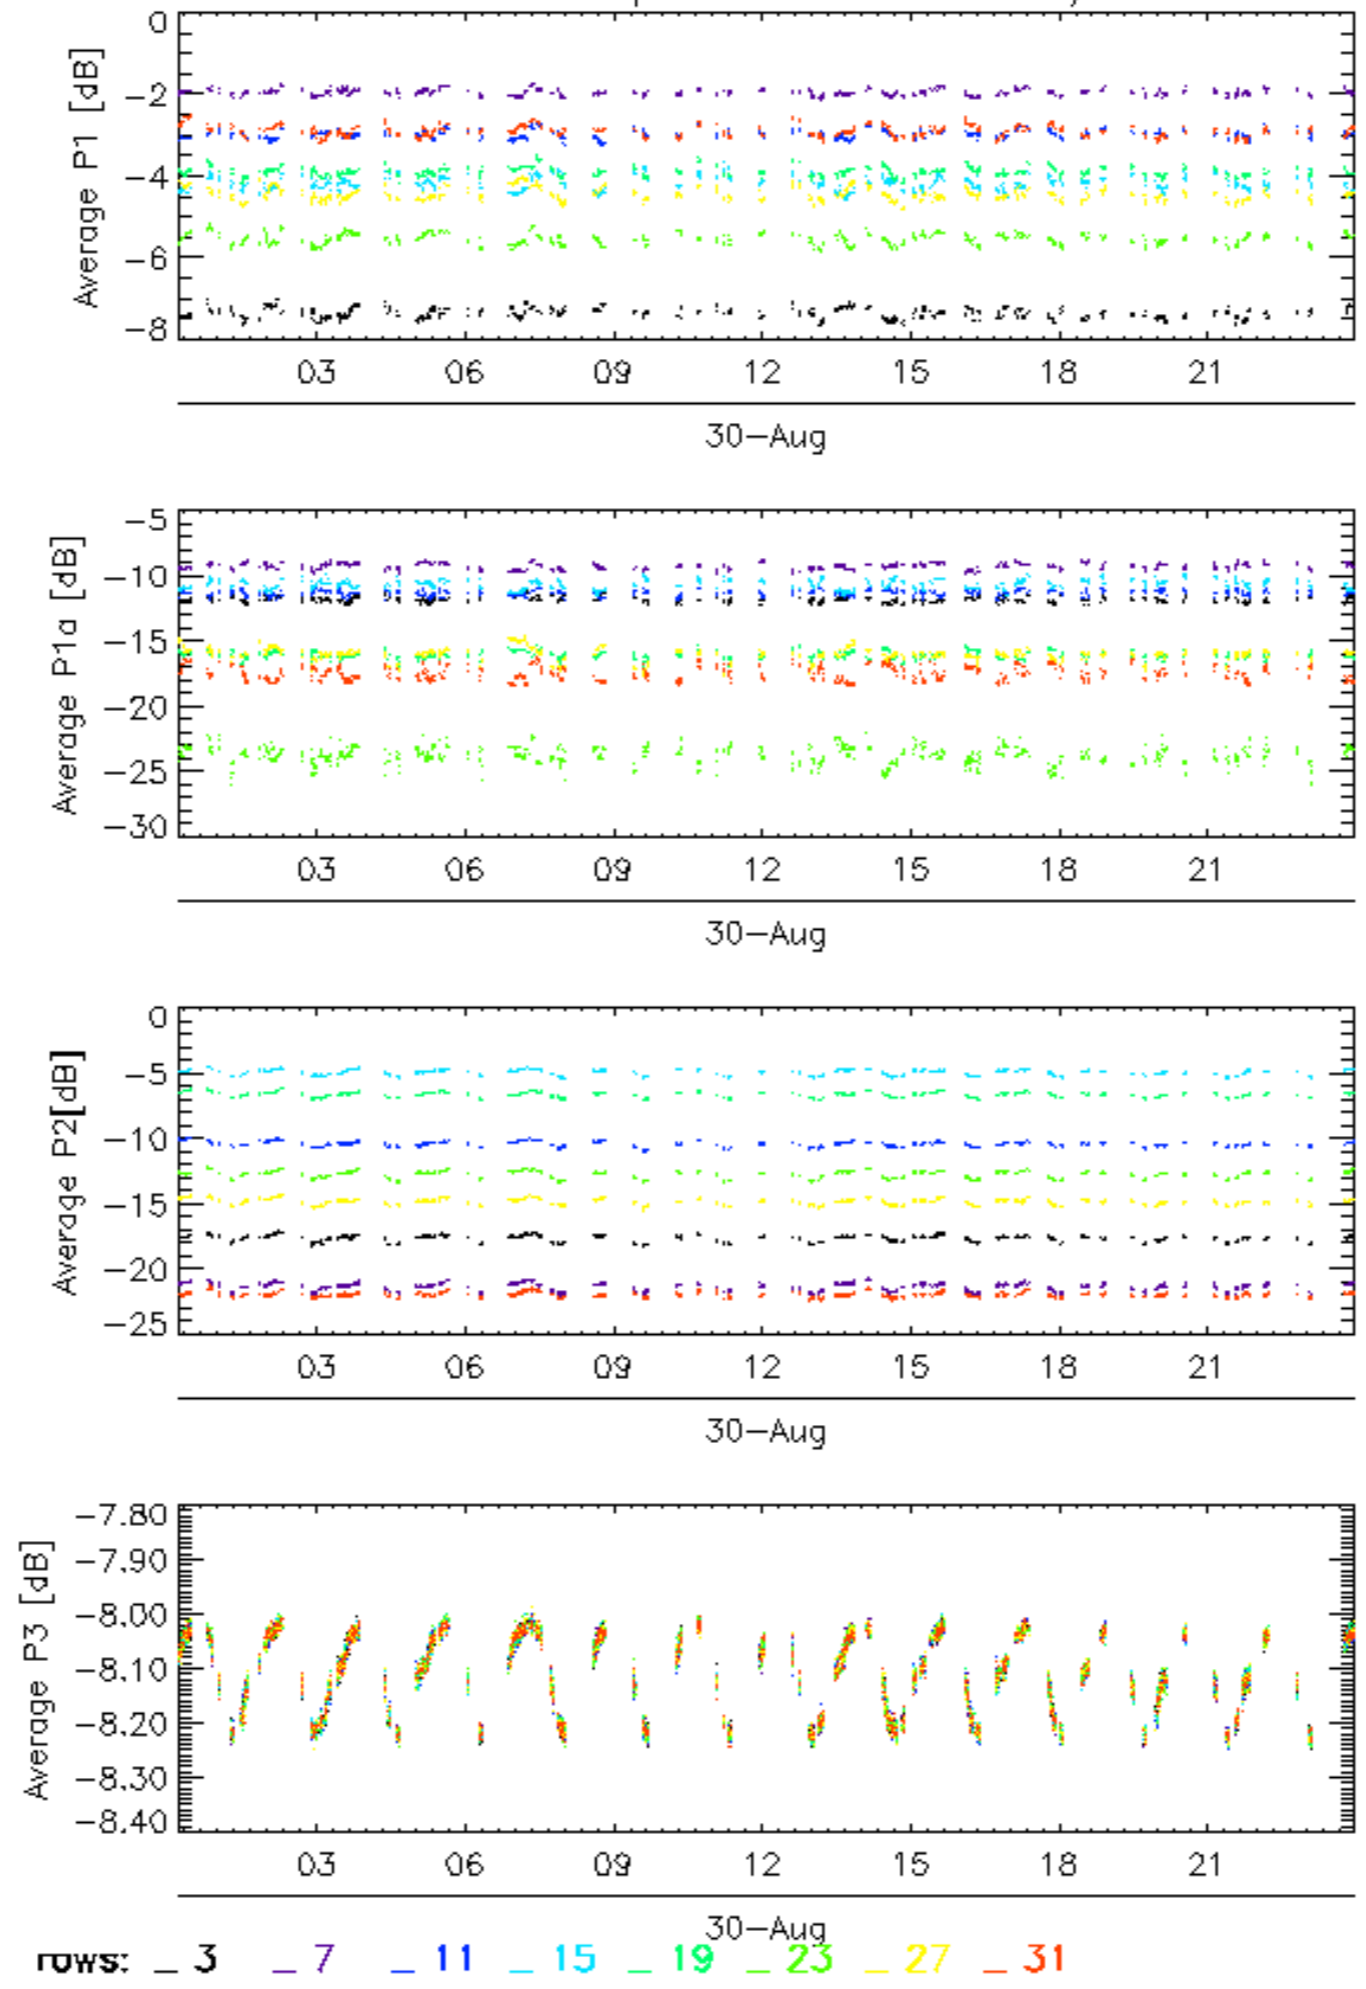 0
−2
−4
−6
−8
Average P1 [dB]
03 06 09 12 15 18 21
30−Aug
−5
−10
−15
−20
−25
−30
Average P1a [dB]
03 06 09 12 15 18 21
30−Aug
0
−5
−10
−15
−20
−25
Average P2[dB]
03 06 09 12 15 18 21
30−Aug
−7.80
−7.90
−8.00
−8.10
−8.20
−8.30
−8.40
Average P3 [dB]
03 06 09 12 15 18 21
30−Aug
rows: _ 3 _ 7 _ 11 _ 15 _ 19 _ 23 _ 27 _ 31